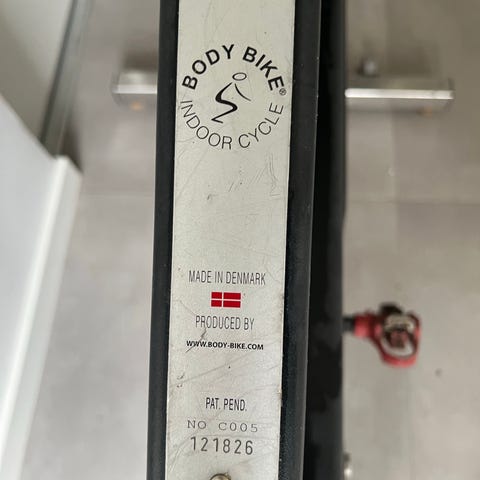 BODY BIKE®
INDOOR CYCLE
MADE IN DENMARK
PRODUCED BY
WWW.BODY-BIKE.COM
PAT. PEND.
NO C005
121826